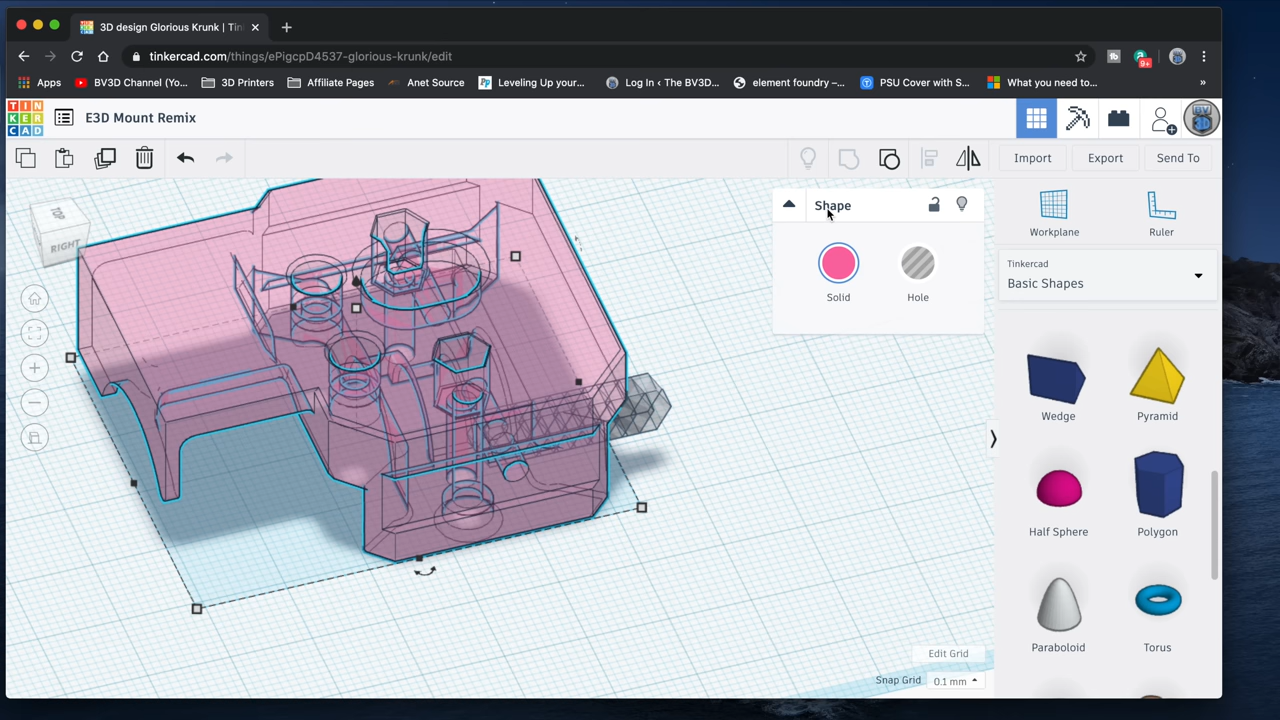 3D design Glorious Krunk | Tin
tinkercad.com/things/ePigcpD4537-glorious-krunk/edit
9+
Apps
BV3D Channel (Yo...
3D Printers
Affiliate Pages
Anet Source
Leveling Up your...
Log In ‹ The BV3D...
element foundry –...
PSU Cover with S...
What you need to...
»
TIN
KER
CAD
E3D Mount Remix
Import
Export
Send To
TOP
RIGHT
Shape
Solid
Hole
Workplane
Ruler
Tinkercad
Basic Shapes
Wedge
Pyramid
Half Sphere
Polygon
Paraboloid
Torus
Edit Grid
Snap Grid
0.1 mm